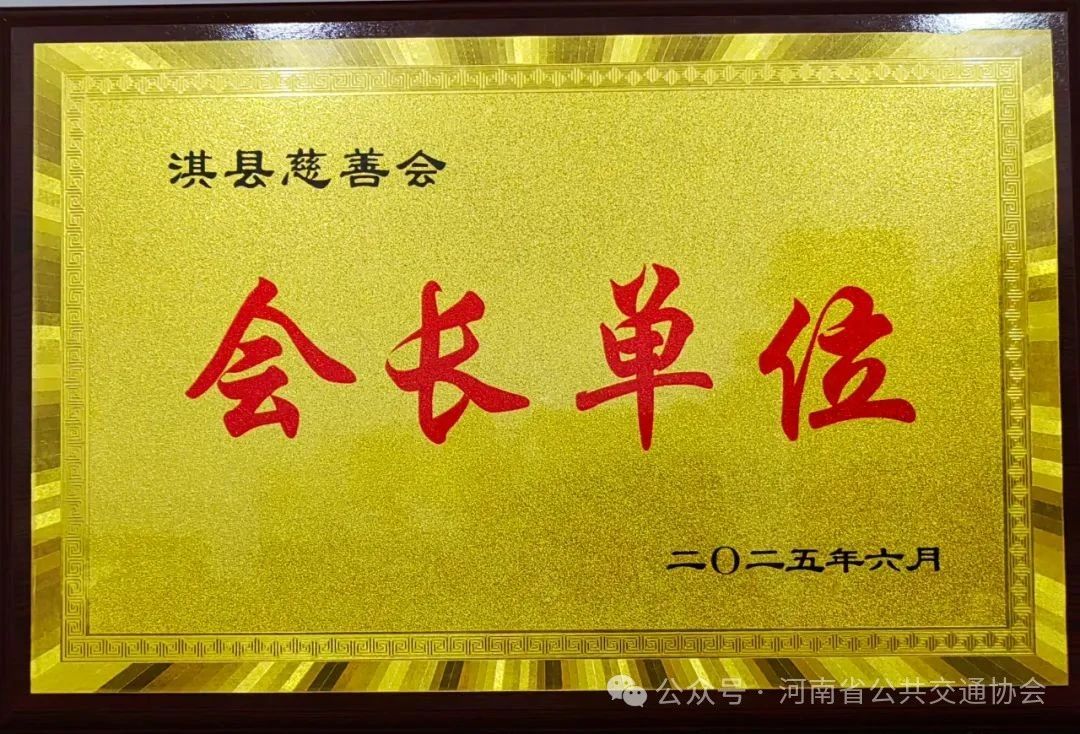 淇县慈善会
会长单位
二〇二五年六月
公众号·河南省公共交通协会